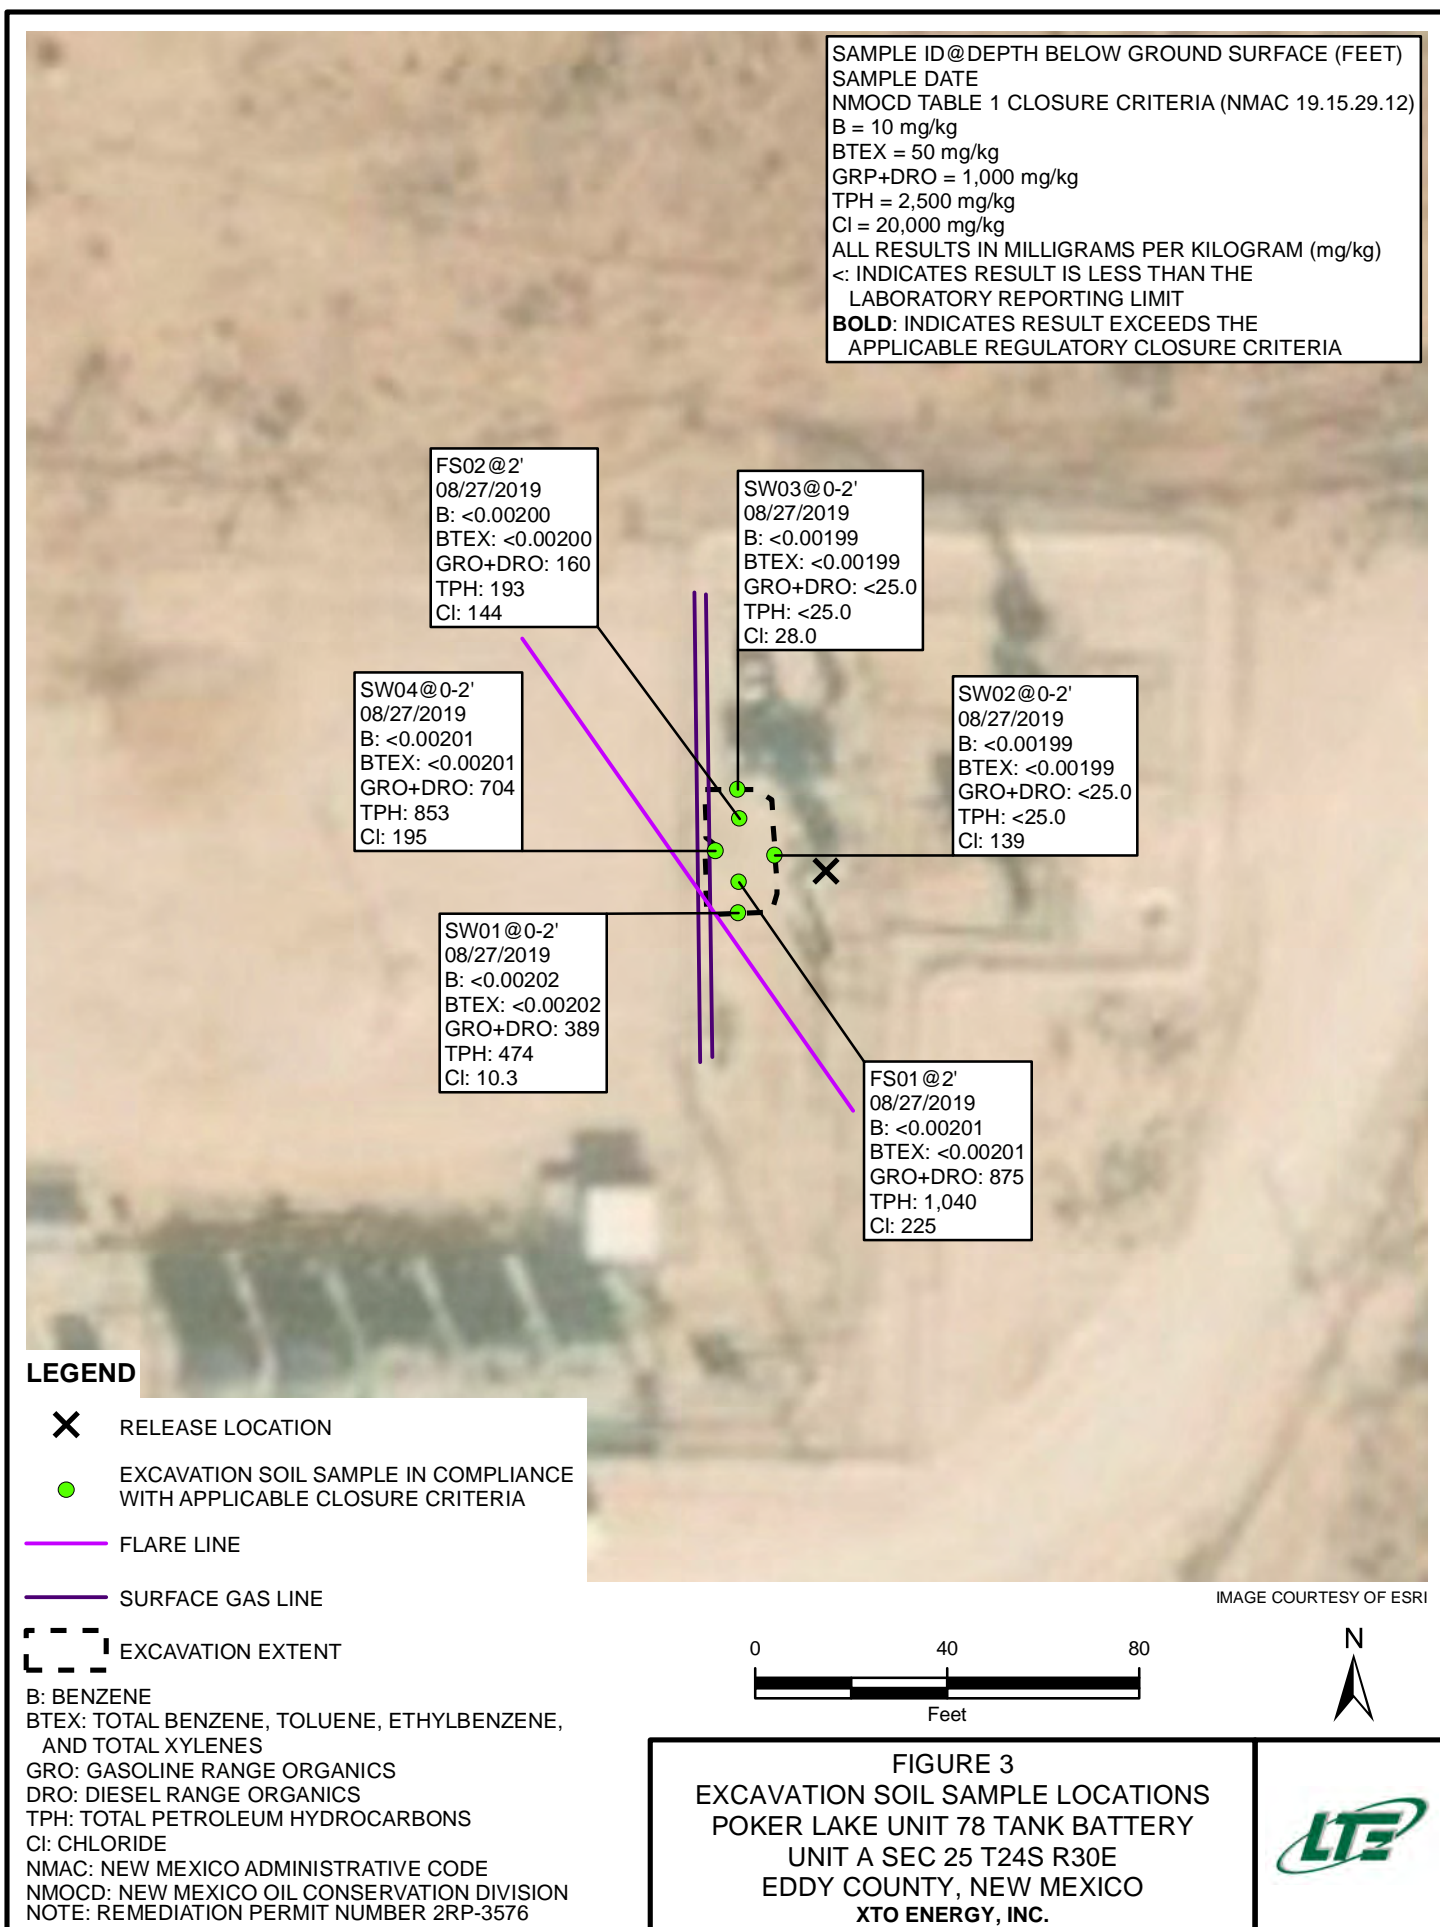 SAMPLE ID@DEPTH BELOW GROUND SURFACE (FEET)
SAMPLE DATE
NMOCD TABLE 1 CLOSURE CRITERIA (NMAC 19.15.29.12)
B = 10 mg/kg
BTEX = 50 mg/kg
GRP+DRO = 1,000 mg/kg
TPH = 2,500 mg/kg
Cl = 20,000 mg/kg
ALL RESULTS IN MILLIGRAMS PER KILOGRAM (mg/kg)
<: INDICATES RESULT IS LESS THAN THE
LABORATORY REPORTING LIMIT
BOLD: INDICATES RESULT EXCEEDS THE
APPLICABLE REGULATORY CLOSURE CRITERIA
FS02@2'
08/27/2019
B: <0.00200
BTEX: <0.00200
GRO+DRO: 160
TPH: 193
Cl: 144
SW03@0-2'
08/27/2019
B: <0.00199
BTEX: <0.00199
GRO+DRO: <25.0
TPH: <25.0
Cl: 28.0
SW04@0-2'
08/27/2019
B: <0.00201
BTEX: <0.00201
GRO+DRO: 704
TPH: 853
Cl: 195
SW02@0-2'
08/27/2019
B: <0.00199
BTEX: <0.00199
GRO+DRO: <25.0
TPH: <25.0
Cl: 139
SW01@0-2'
08/27/2019
B: <0.00202
BTEX: <0.00202
GRO+DRO: 389
TPH: 474
Cl: 10.3
FS01@2'
08/27/2019
B: <0.00201
BTEX: <0.00201
GRO+DRO: 875
TPH: 1,040
Cl: 225
LEGEND
RELEASE LOCATION
EXCAVATION SOIL SAMPLE IN COMPLIANCE
WITH APPLICABLE CLOSURE CRITERIA
FLARE LINE
SURFACE GAS LINE
EXCAVATION EXTENT
B: BENZENE
BTEX: TOTAL BENZENE, TOLUENE, ETHYLBENZENE,
AND TOTAL XYLENES
GRO: GASOLINE RANGE ORGANICS
DRO: DIESEL RANGE ORGANICS
TPH: TOTAL PETROLEUM HYDROCARBONS
Cl: CHLORIDE
NMAC: NEW MEXICO ADMINISTRATIVE CODE
NMOCD: NEW MEXICO OIL CONSERVATION DIVISION
NOTE: REMEDIATION PERMIT NUMBER 2RP-3576
IMAGE COURTESY OF ESRI
0 40 80
Feet
N
FIGURE 3
EXCAVATION SOIL SAMPLE LOCATIONS
POKER LAKE UNIT 78 TANK BATTERY
UNIT A SEC 25 T24S R30E
EDDY COUNTY, NEW MEXICO
XTO ENERGY, INC.
LTE